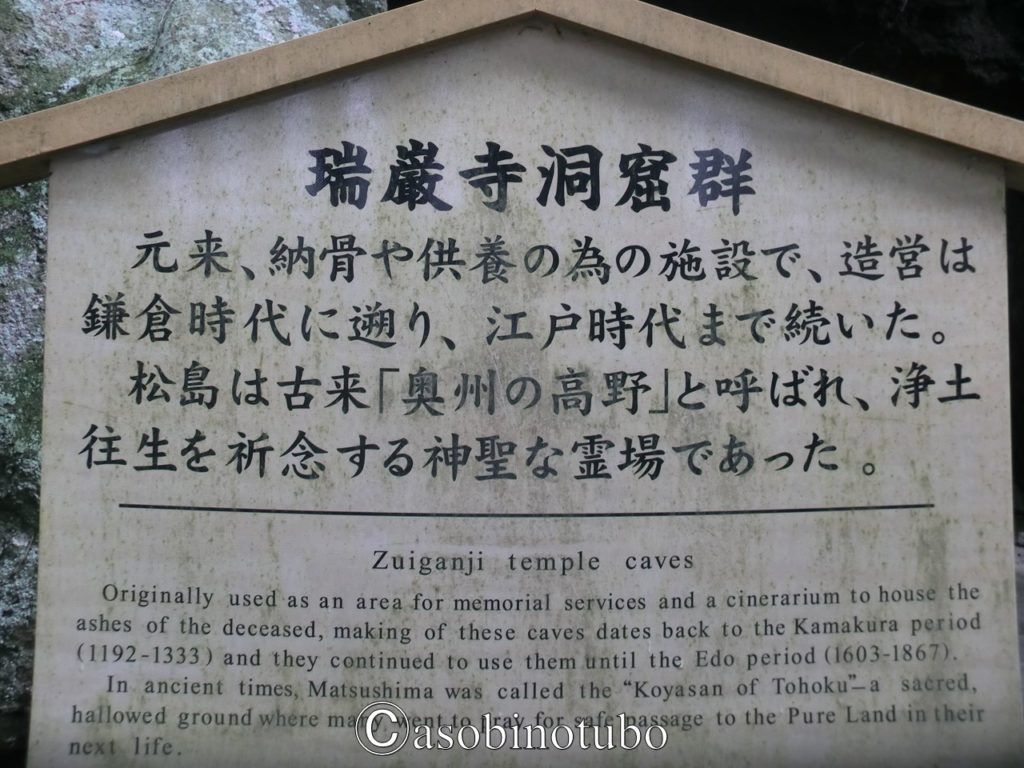 瑞巌寺洞窟群
元来、納骨や供養の為の施設で、造営は
鎌倉時代に遡り、江戸時代まで続いた。
松島は古来「奥州の高野」と呼ばれ、浄土
往生を祈念する神聖な霊場であった。
Zuiganji temple caves
Originally used as an area for memorial services and a cinerarium to house the
ashes of the deceased, making of these caves dates back to the Kamakura period
(1192-1333) and they continued to use them until the Edo period (1603-1867).
In ancient times, Matsushima was called the “Koyasan of Tohoku”—a sacred,
hallowed ground where many went to pray for safe passage to the Pure Land in their
next life.
©asobinotubo